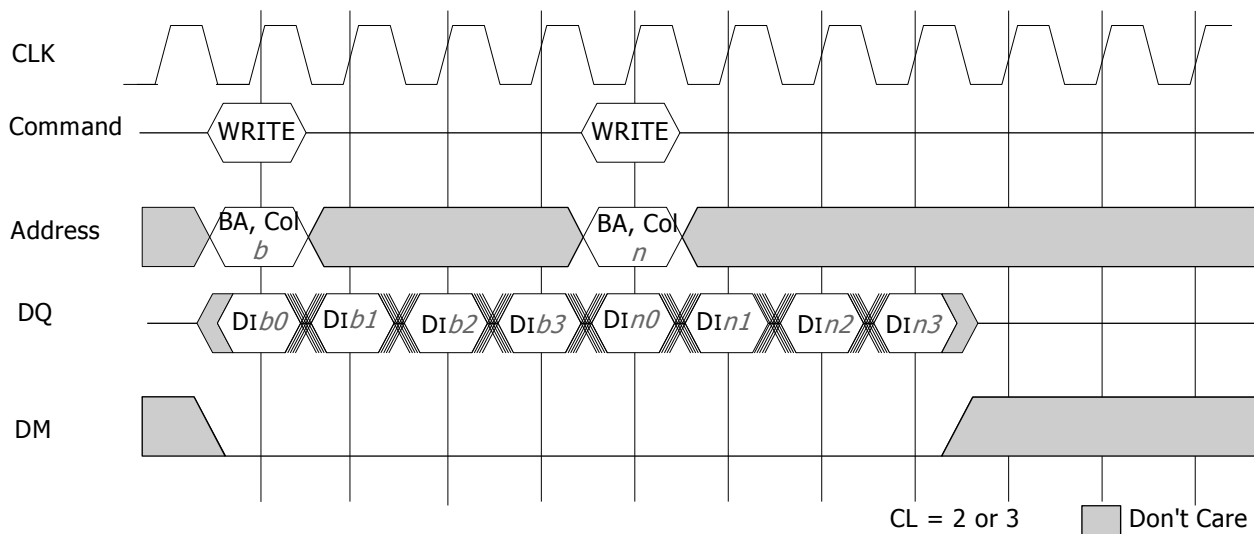 CLK
Command WRITE WRITE
Address BA, Col BA, Col
b n
DQ DIb0 DIb1 DIb2 DIb3 DIn0 DIn1 DIn2 DIn3
DM
CL = 2 or 3 Don't Care